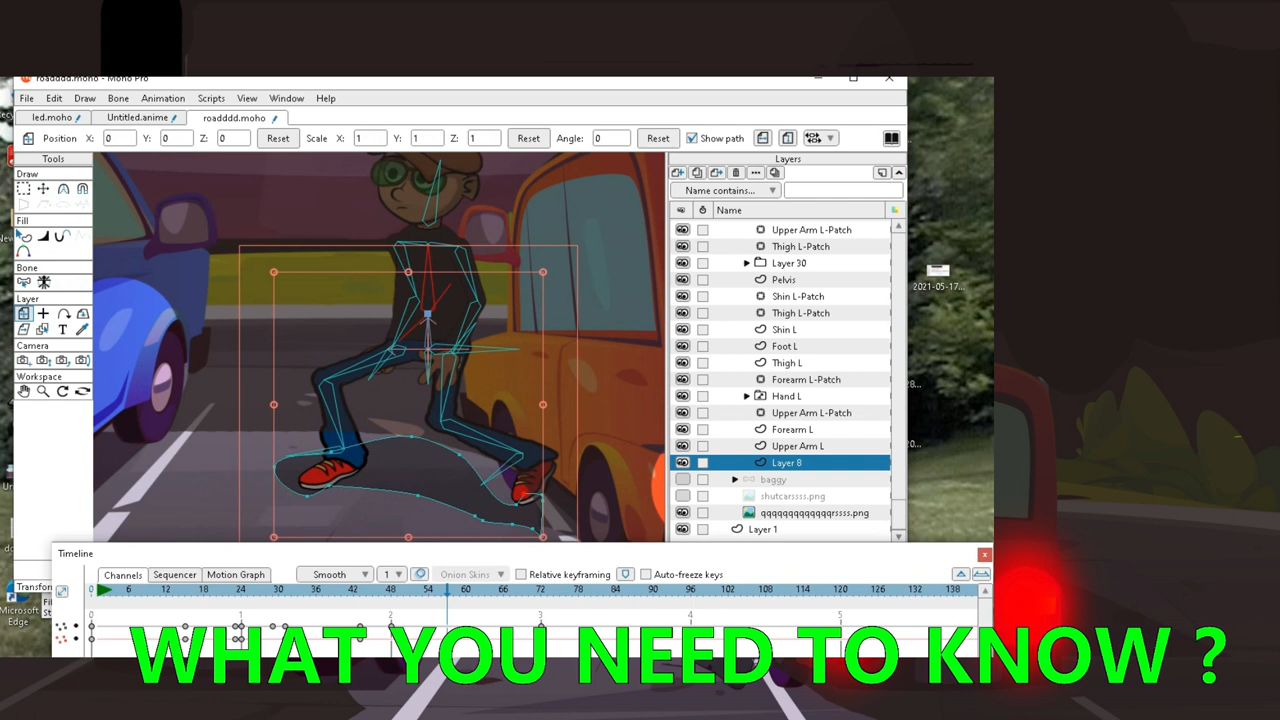 roadddd.moho - Moho Pro
File Edit Draw Bone Animation Scripts View Window Help
led.moho Untitled.anime roadddd.moho
Position X: 0 Y: 0 Z: 0 Reset Scale X: 1 Y: 1 Z: 1 Reset Angle: 0 Reset Show path
Tools
Draw
Fill
Bone
Layer
Camera
Workspace
Layers
Name contains...
Name
Upper Arm L-Patch
Thigh L-Patch
Layer 30
Pelvis
Shin L-Patch
Thigh L-Patch
Shin L
Foot L
Thigh L
Forearm L-Patch
Hand L
Upper Arm L-Patch
Forearm L
Upper Arm L
Layer 8
baggy
shutcarssss.png
Layer 1
2021-05-17...
Timeline
Channels Sequencer Motion Graph Smooth 1 Onion Skins Relative keyframing Auto-freeze keys
0 6 12 18 24 30 36 42 48 54 60 66 72 78 84 90 96 102 108 114 120 126 132 138
0 1 2 3 4 5
Microsoft
Edge
WHAT YOU NEED TO KNOW ?